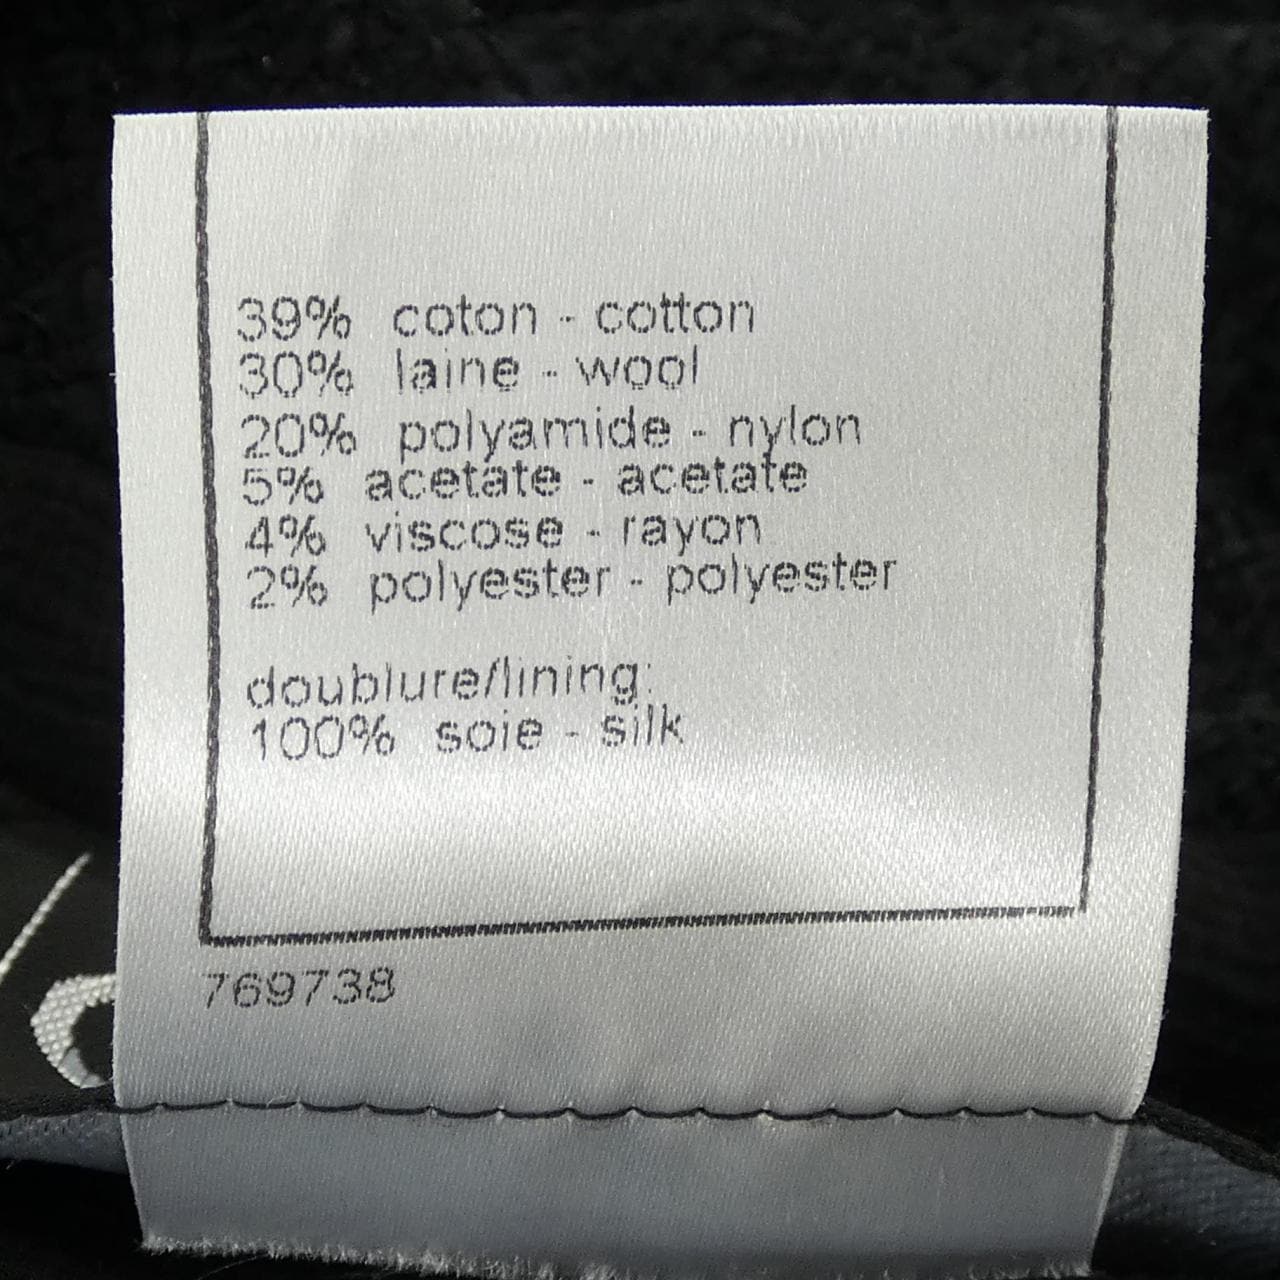 39% coton - cotton
30% laine - wool
20% polyamide - nylon
5% acetate - acetate
4% viscose - rayon
2% polyester - polyester
doublure/lining:
100% soie - silk
769738